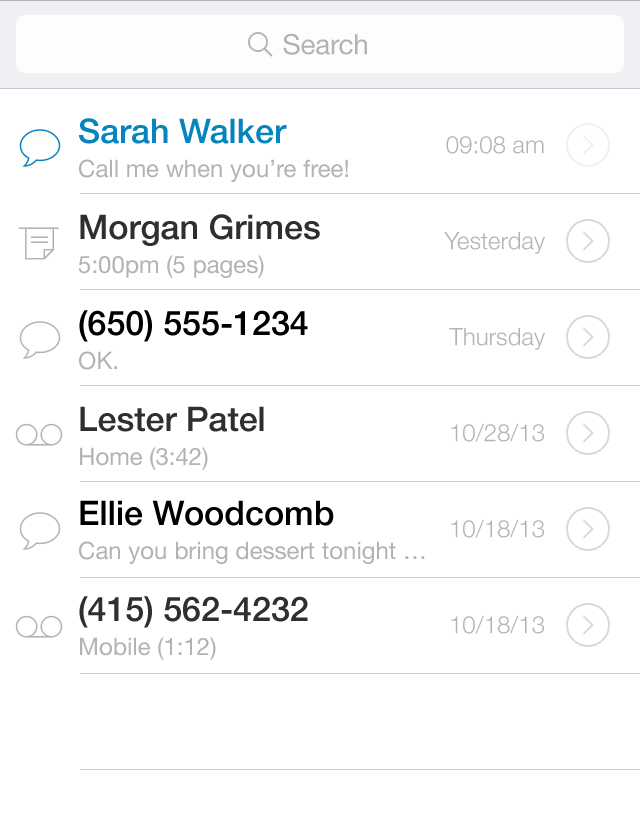 Search
Sarah Walker
09:08 am
Call me when you’re free!
Morgan Grimes
Yesterday
5:00pm (5 pages)
(650) 555-1234
Thursday
OK.
Lester Patel
10/28/13
Home (3:42)
Ellie Woodcomb
10/18/13
Can you bring dessert tonight …
(415) 562-4232
10/18/13
Mobile (1:12)